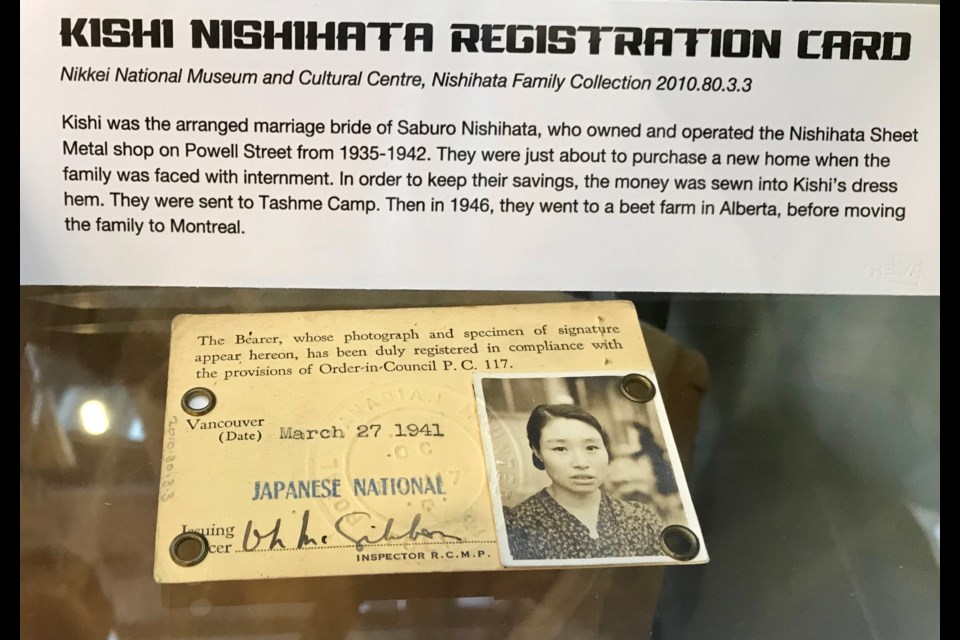 KISHI NISHIHATA REGISTRATION CARD
Nikkei National Museum and Cultural Centre, Nishihata Family Collection 2010.80.3.3
Kishi was the arranged marriage bride of Saburo Nishihata, who owned and operated the Nishihata Sheet
Metal shop on Powell Street from 1935-1942. They were just about to purchase a new home when the
family was faced with internment. In order to keep their savings, the money was sewn into Kishi's dress
hem. They were sent to Tashme Camp. Then in 1946, they went to a beet farm in Alberta, before moving
the family to Montreal.
The Bearer, whose photograph and specimen of signature
appear hereon, has been duly registered in compliance with
the provisions of Order-in-Council P. C. 117.
Vancouver
(Date) March 27 1941
JAPANESE NATIONAL
Issuing
INSPECTOR R.C.M.P.
2010.80.3.3
CANADIAN